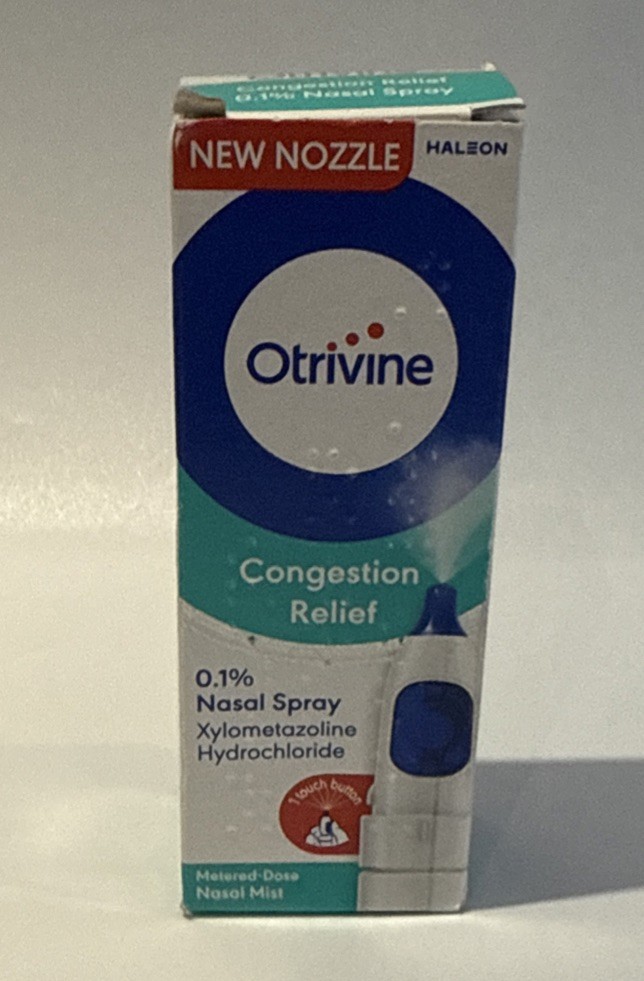 Congestion Relief
0.1% Nasal Spray
NEW NOZZLE
HALEON
Otrivine
Congestion
Relief
0.1%
Nasal Spray
Xylometazoline
Hydrochloride
1 touch button
Metered-Dose
Nasal Mist